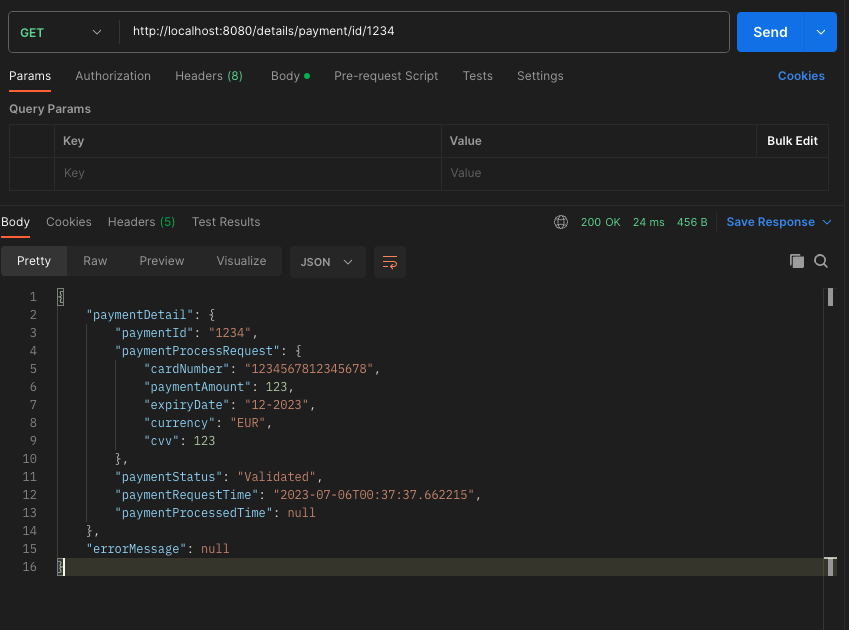 GET http://localhost:8080/details/payment/id/1234 Send
Params Authorization Headers (8) Body Pre-request Script Tests Settings Cookies
Query Params
Key Value Bulk Edit
Key Value
Body Cookies Headers (5) Test Results 200 OK 24 ms 456 B Save Response
Pretty Raw Preview Visualize JSON
1 {
2 "paymentDetail": {
3 "paymentId": "1234",
4 "paymentProcessRequest": {
5 "cardNumber": "1234567812345678",
6 "paymentAmount": 123,
7 "expiryDate": "12-2023",
8 "currency": "EUR",
9 "cvv": 123
10 },
11 "paymentStatus": "Validated",
12 "paymentRequestTime": "2023-07-06T00:37:37.662215",
13 "paymentProcessedTime": null
14 },
15 "errorMessage": null
16 }